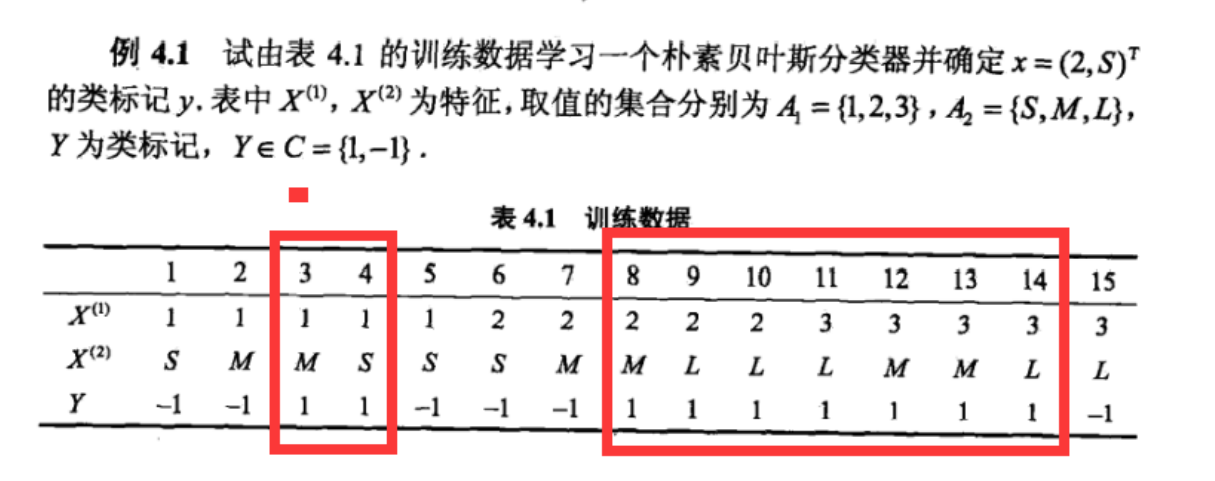 例 4.1 试由表 4.1 的训练数据学习一个朴素贝叶斯分类器并确定 x = (2, S)ᵀ
的类标记 y. 表中 X⁽¹⁾, X⁽²⁾ 为特征, 取值的集合分别为 A₁ = {1,2,3}, A₂ = {S, M, L},
Y 为类标记, Y ∈ C = {1, −1}.
表 4.1 训练数据
1 2 3 4 5 6 7 8 9 10 11 12 13 14 15
X⁽¹⁾ 1 1 1 1 1 2 2 2 2 2 3 3 3 3 3
X⁽²⁾ S M M S S S M M L L L M M L L
Y −1 −1 1 1 −1 −1 −1 1 1 1 1 1 1 1 −1